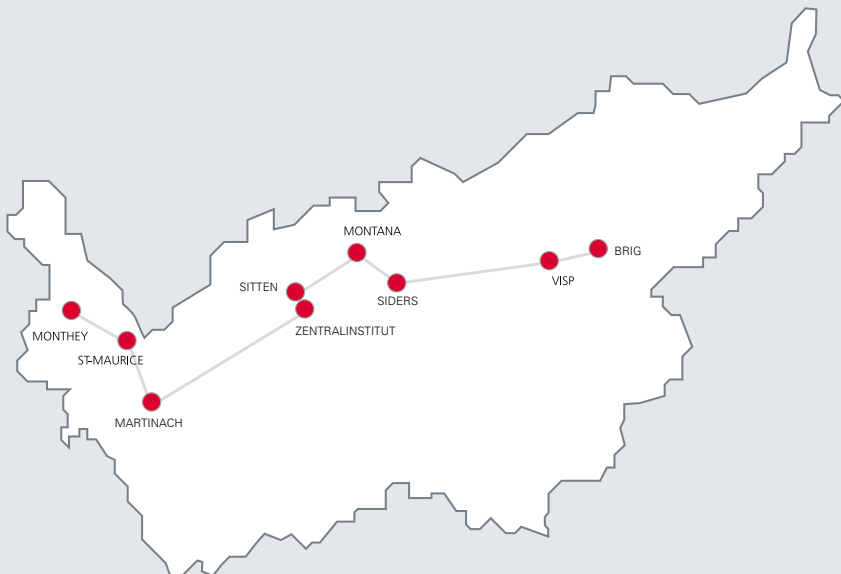 MONTANA
BRIG
VISP
SITTEN
SIDERS
ZENTRALINSTITUT
MONTHEY
ST-MAURICE
MARTINACH